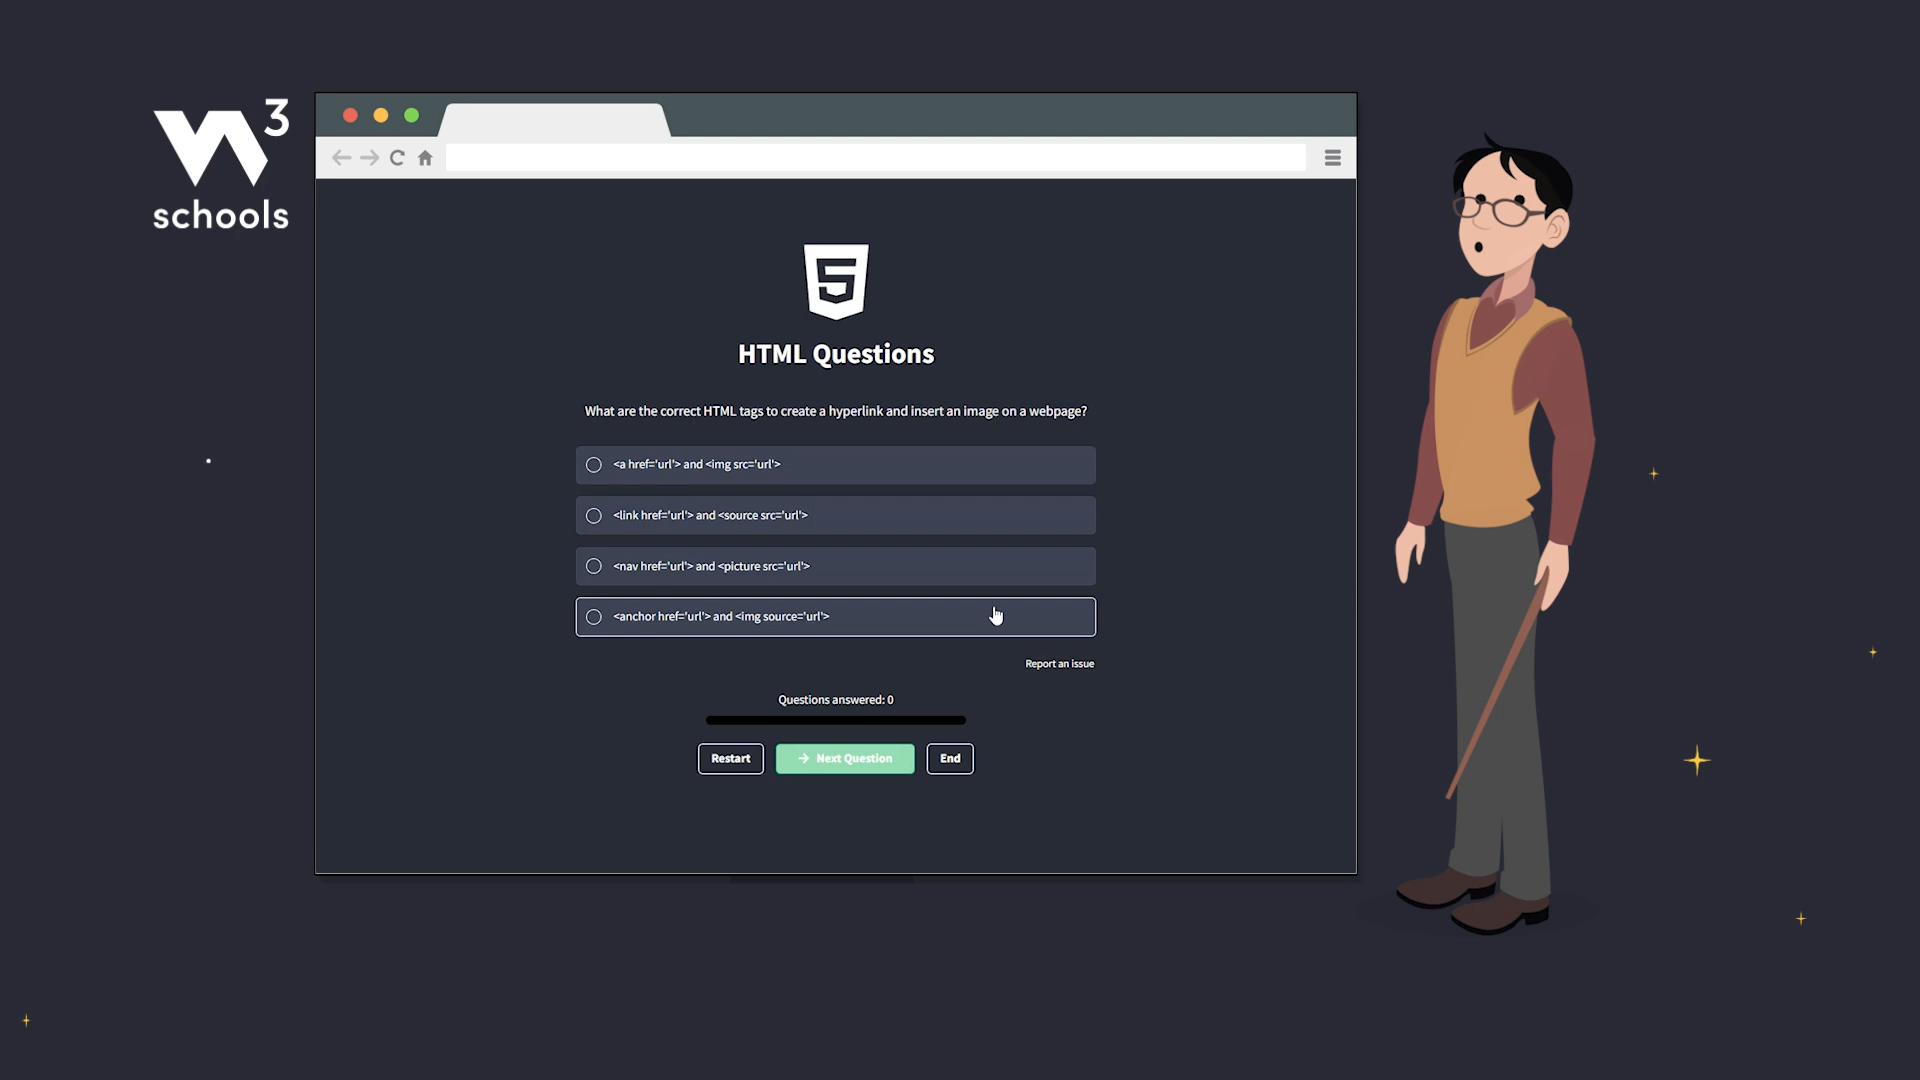 W3
schools
HTML Questions
What are the correct HTML tags to create a hyperlink and insert an image on a webpage?
<a href='url'> and <img src='url'>
<link href='url'> and <source src='url'>
<nav href='url'> and <picture src='url'>
<anchor href='url'> and <img source='url'>
Report an issue
Questions answered: 0
Restart
Next Question
End